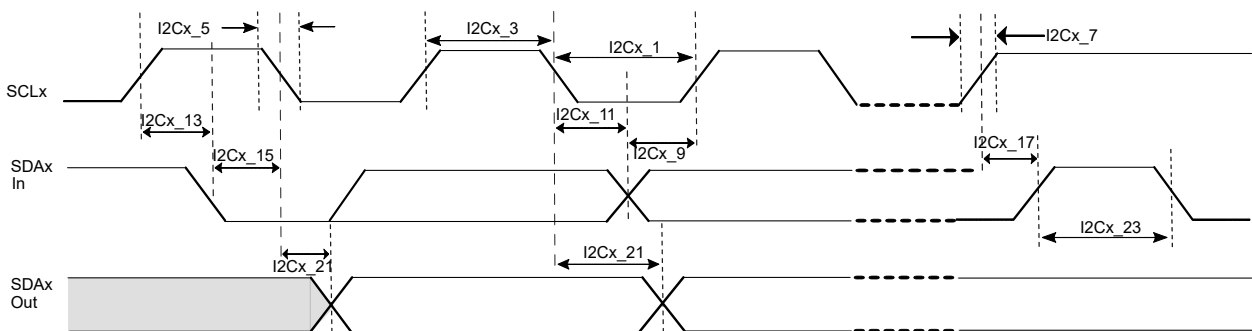 I2Cx_5
I2Cx_3
I2Cx_1
I2Cx_7
SCLx
I2Cx_13
I2Cx_11
I2Cx_9
I2Cx_15
I2Cx_17
SDAx
In
I2Cx_23
I2Cx_21
I2Cx_21
SDAx
Out